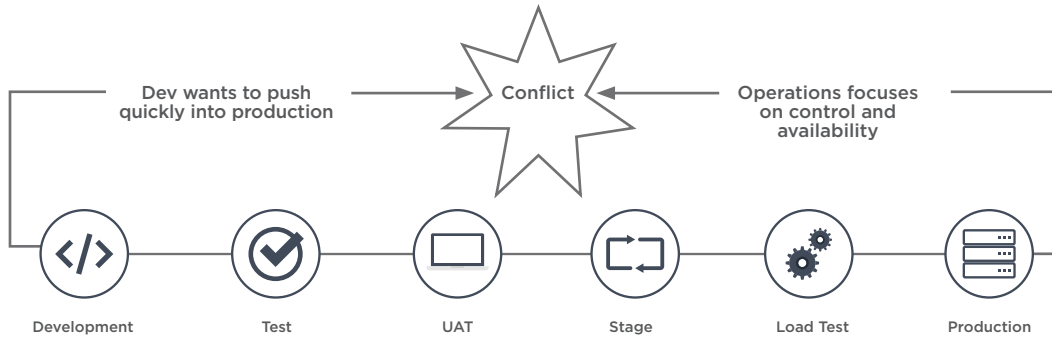 Dev wants to push
quickly into production
Conflict
Operations focuses
on control and
availability
Development
Test
UAT
Stage
Load Test
Production